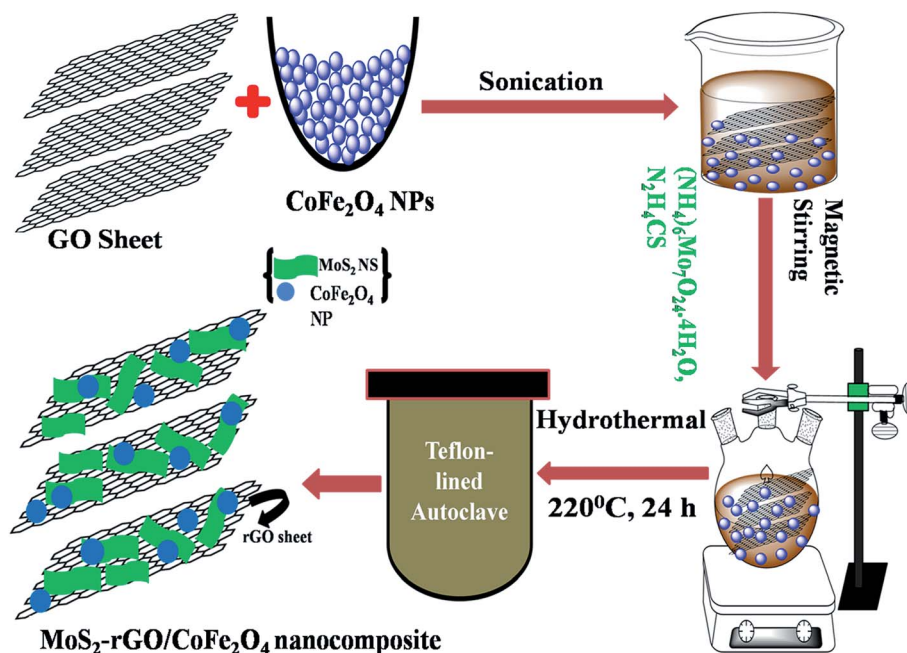 GO Sheet
CoFe₂O₄ NPs
Sonication
(NH₄)₆Mo₇O₂₄.4H₂O,
N₂H₄CS
Magnetic
Stirring
Hydrothermal
220⁰C, 24 h
Teflon-
lined
Autoclave
MoS₂ NS
CoFe₂O₄
NP
rGO sheet
MoS₂-rGO/CoFe₂O₄ nanocomposite